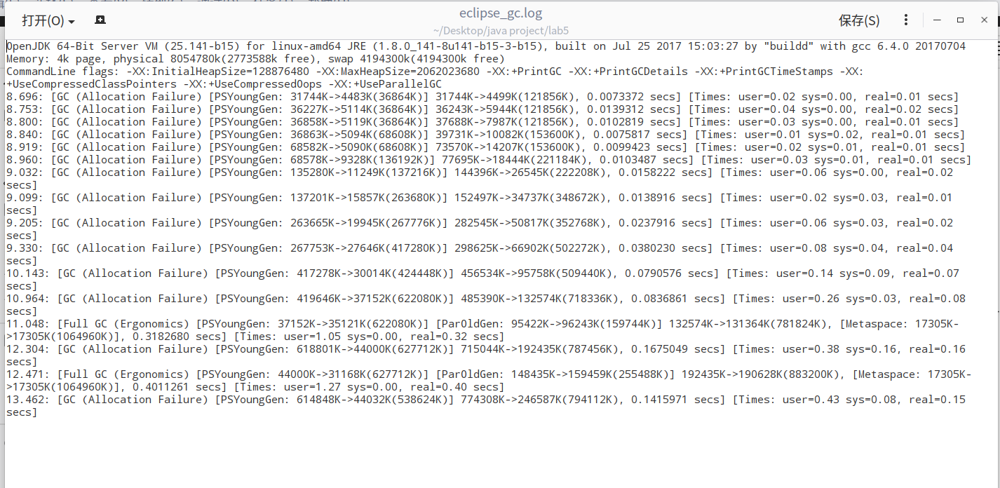 打开(O)
eclipse_gc.log
~/Desktop/java project/lab5
保存(S)
OpenJDK 64-Bit Server VM (25.141-b15) for linux-amd64 JRE (1.8.0_141-8u141-b15-3-b15), built on Jul 25 2017 15:03:27 by "buildd" with gcc 6.4.0 20170704
Memory: 4k page, physical 8054780k(2773588k free), swap 4194300k(4194300k free)
CommandLine flags: -XX:InitialHeapSize=128876480 -XX:MaxHeapSize=2062023680 -XX:+PrintGC -XX:+PrintGCDetails -XX:+PrintGCTimeStamps -XX:
+UseCompressedClassPointers -XX:+UseCompressedOops -XX:+UseParallelGC
8.696: [GC (Allocation Failure) [PSYoungGen: 31744K->4483K(36864K)] 31744K->4499K(121856K), 0.0073372 secs] [Times: user=0.02 sys=0.00, real=0.01 secs]
8.753: [GC (Allocation Failure) [PSYoungGen: 36227K->5114K(36864K)] 36243K->5944K(121856K), 0.0139312 secs] [Times: user=0.04 sys=0.00, real=0.02 secs]
8.800: [GC (Allocation Failure) [PSYoungGen: 36858K->5119K(36864K)] 37688K->7987K(121856K), 0.0102819 secs] [Times: user=0.03 sys=0.00, real=0.01 secs]
8.840: [GC (Allocation Failure) [PSYoungGen: 36863K->5094K(68608K)] 39731K->10082K(153600K), 0.0075817 secs] [Times: user=0.01 sys=0.02, real=0.01 secs]
8.919: [GC (Allocation Failure) [PSYoungGen: 68582K->5090K(68608K)] 73570K->14207K(153600K), 0.0099423 secs] [Times: user=0.02 sys=0.01, real=0.01 secs]
8.960: [GC (Allocation Failure) [PSYoungGen: 68578K->9328K(136192K)] 77695K->18444K(221184K), 0.0103487 secs] [Times: user=0.03 sys=0.01, real=0.01 secs]
9.032: [GC (Allocation Failure) [PSYoungGen: 135280K->11249K(137216K)] 144396K->26545K(222208K), 0.0158222 secs] [Times: user=0.06 sys=0.00, real=0.02
secs]
9.099: [GC (Allocation Failure) [PSYoungGen: 137201K->15857K(263680K)] 152497K->34737K(348672K), 0.0138916 secs] [Times: user=0.02 sys=0.03, real=0.01
secs]
9.205: [GC (Allocation Failure) [PSYoungGen: 263665K->19945K(267776K)] 282545K->50817K(352768K), 0.0237916 secs] [Times: user=0.06 sys=0.03, real=0.02
secs]
9.330: [GC (Allocation Failure) [PSYoungGen: 267753K->27646K(417280K)] 298625K->66902K(502272K), 0.0380230 secs] [Times: user=0.08 sys=0.04, real=0.04
secs]
10.143: [GC (Allocation Failure) [PSYoungGen: 417278K->30014K(424448K)] 456534K->95758K(509440K), 0.0790576 secs] [Times: user=0.14 sys=0.09, real=0.07
secs]
10.964: [GC (Allocation Failure) [PSYoungGen: 419646K->37152K(622080K)] 485390K->132574K(718336K), 0.0836861 secs] [Times: user=0.26 sys=0.03, real=0.08
secs]
11.048: [Full GC (Ergonomics) [PSYoungGen: 37152K->35121K(622080K)] [ParOldGen: 95422K->96243K(159744K)] 132574K->131364K(781824K), [Metaspace: 17305K-
>17305K(1064960K)], 0.3182680 secs] [Times: user=1.05 sys=0.00, real=0.32 secs]
12.304: [GC (Allocation Failure) [PSYoungGen: 618801K->44000K(627712K)] 715044K->192435K(787456K), 0.1675049 secs] [Times: user=0.38 sys=0.16, real=0.16
secs]
12.471: [Full GC (Ergonomics) [PSYoungGen: 44000K->31168K(627712K)] [ParOldGen: 148435K->159459K(255488K)] 192435K->190628K(883200K), [Metaspace: 17305K-
>17305K(1064960K)], 0.4011261 secs] [Times: user=1.27 sys=0.00, real=0.40 secs]
13.462: [GC (Allocation Failure) [PSYoungGen: 614848K->44032K(538624K)] 774308K->246587K(794112K), 0.1415971 secs] [Times: user=0.43 sys=0.08, real=0.15
secs]